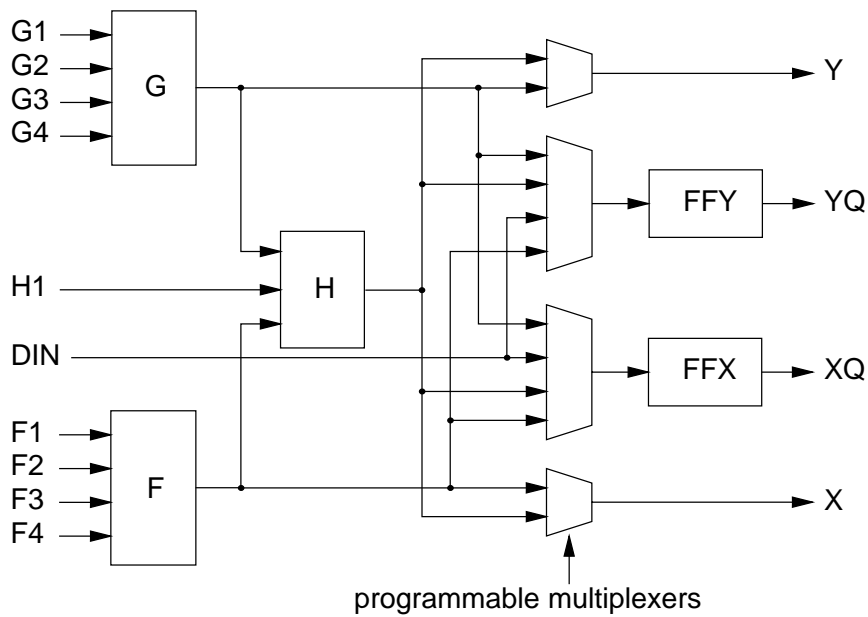 G1
G2
G3
G4
G
Y
FFY
YQ
H1
H
DIN
FFX
XQ
F1
F2
F3
F4
F
X
programmable multiplexers